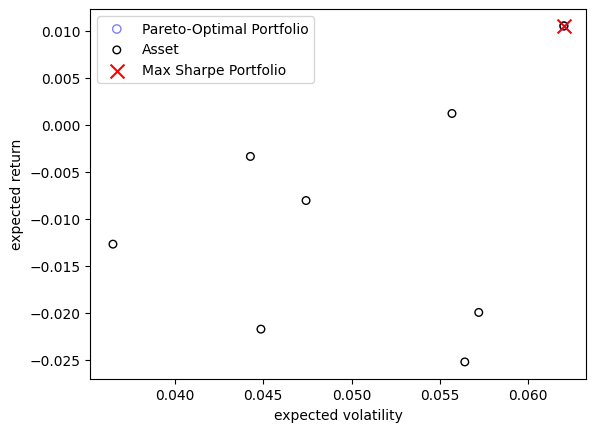 Pareto-Optimal Portfolio
Asset
Max Sharpe Portfolio
0.010
0.005
0.000
−0.005
−0.010
−0.015
−0.020
−0.025
expected return
0.040 0.045 0.050 0.055 0.060
expected volatility